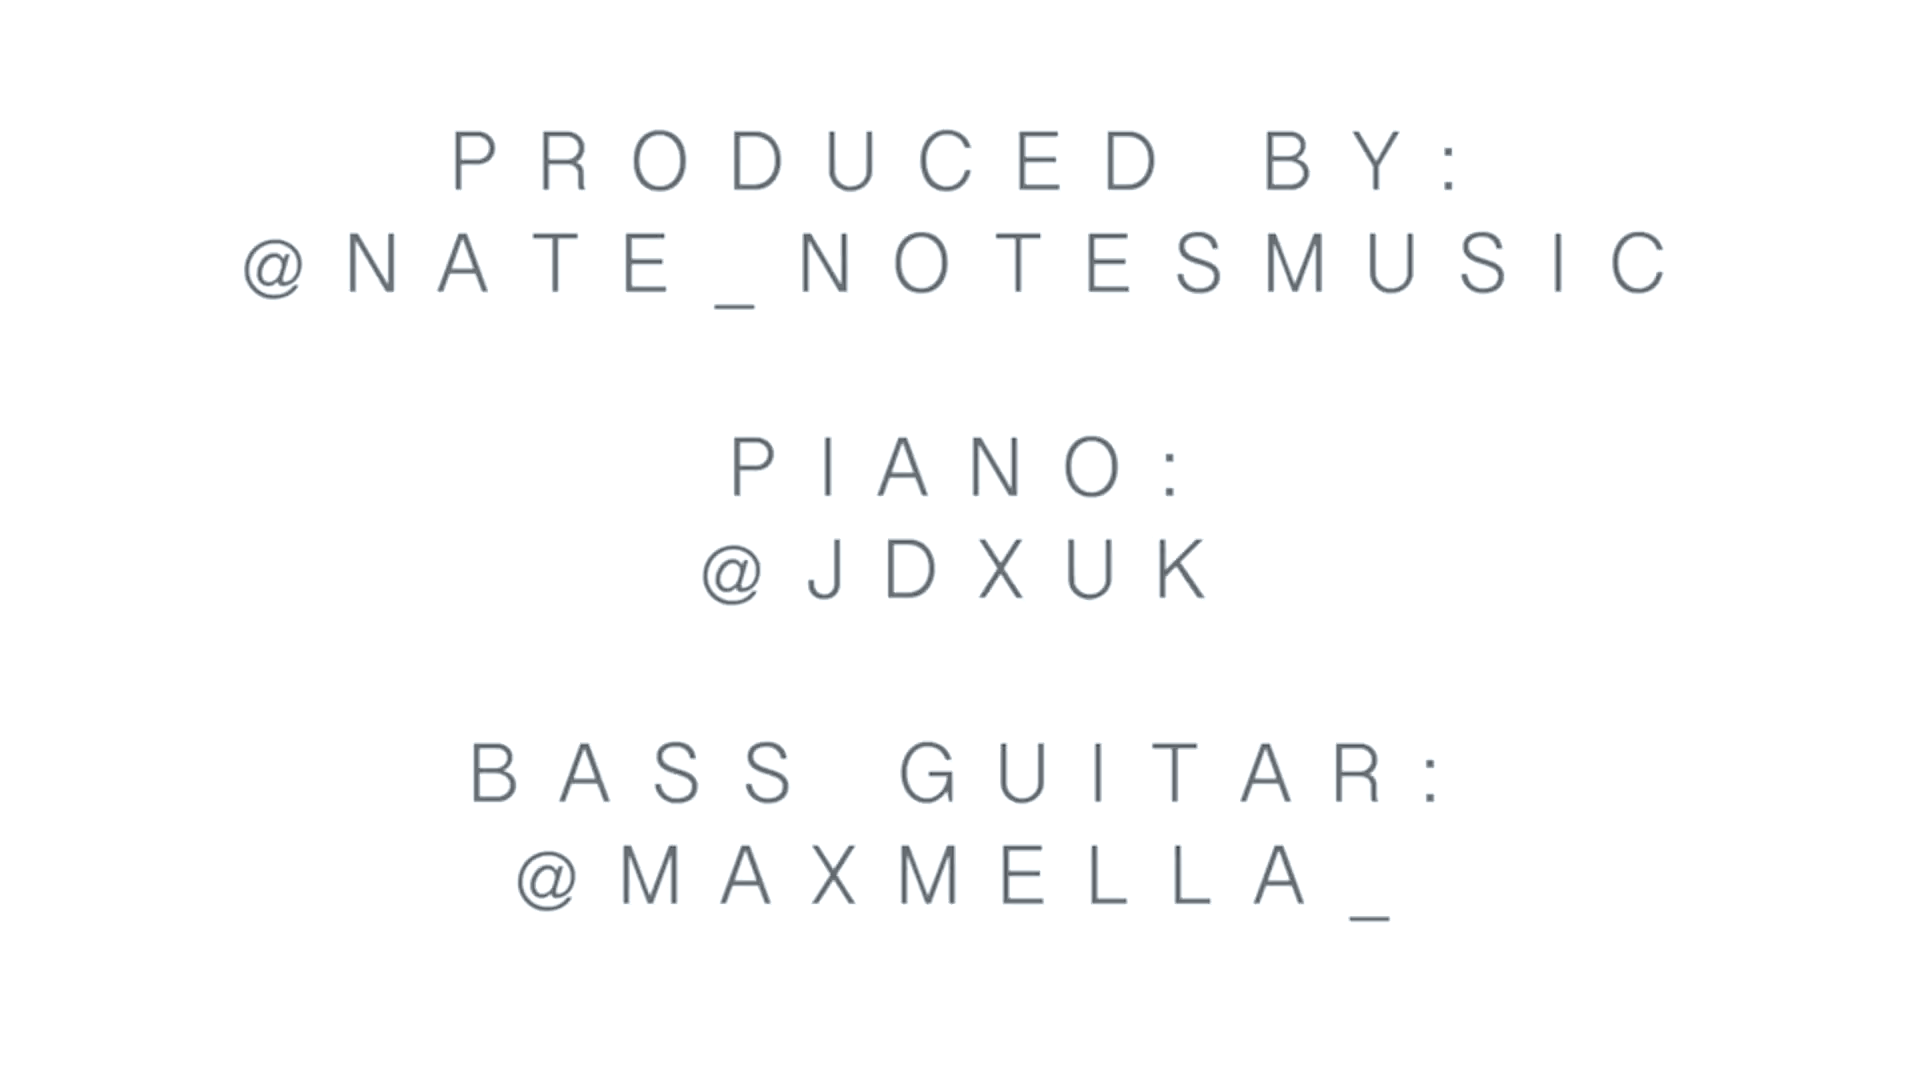 PRODUCED BY:
@NATE_NOTESMUSIC
PIANO:
@JDXUK
BASS GUITAR:
@MAXMELLA_